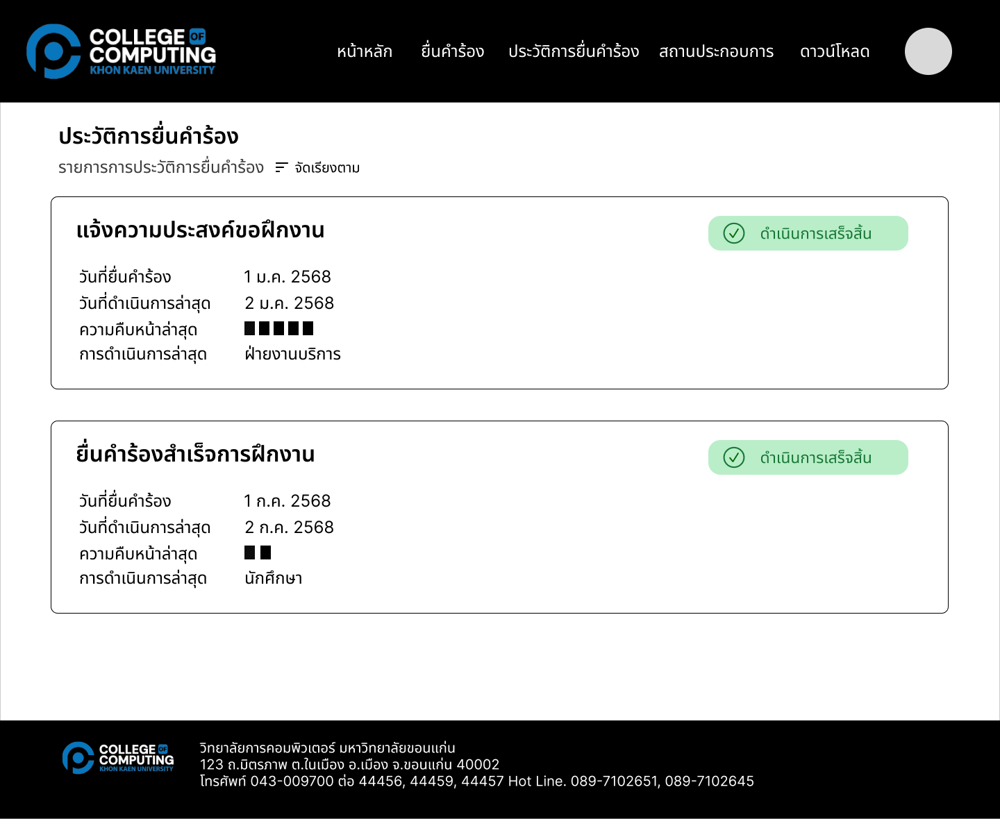 COLLEGE OF
COMPUTING
KHON KAEN UNIVERSITY
หน้าหลัก ยื่นคำร้อง ประวัติการยื่นคำร้อง สถานประกอบการ ดาวน์โหลด
ประวัติการยื่นคำร้อง
รายการการประวัติการยื่นคำร้อง จัดเรียงตาม
แจ้งความประสงค์ขอฝึกงาน ดำเนินการเสร็จสิ้น
วันที่ยื่นคำร้อง 1 ม.ค. 2568
วันที่ดำเนินการล่าสุด 2 ม.ค. 2568
ความคืบหน้าล่าสุด
การดำเนินการล่าสุด ฝ่ายงานบริการ
ยื่นคำร้องสำเร็จการฝึกงาน ดำเนินการเสร็จสิ้น
วันที่ยื่นคำร้อง 1 ก.ค. 2568
วันที่ดำเนินการล่าสุด 2 ก.ค. 2568
ความคืบหน้าล่าสุด
การดำเนินการล่าสุด นักศึกษา
COLLEGE OF
COMPUTING
KHON KAEN UNIVERSITY
วิทยาลัยการคอมพิวเตอร์ มหาวิทยาลัยขอนแก่น
123 ถ.มิตรภาพ ต.ในเมือง อ.เมือง จ.ขอนแก่น 40002
โทรศัพท์ 043-009700 ต่อ 44456, 44459, 44457 Hot Line. 089-7102651, 089-7102645